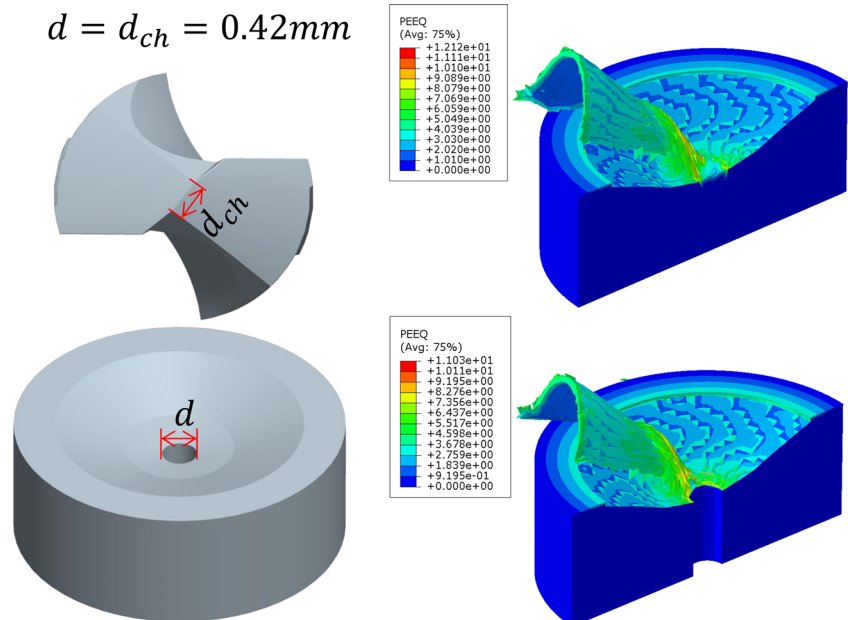 d = d_{ch} = 0.42mm
d_{ch}
d
PEEQ
(Avg: 75%)
+1.212e+01
+1.111e+01
+1.010e+01
+9.089e+00
+8.079e+00
+7.069e+00
+6.059e+00
+5.049e+00
+4.039e+00
+3.030e+00
+2.020e+00
+1.010e+00
+0.000e+00
PEEQ
(Avg: 75%)
+1.103e+01
+1.011e+01
+9.195e+00
+8.276e+00
+7.356e+00
+6.437e+00
+5.517e+00
+4.598e+00
+3.678e+00
+2.759e+00
+1.839e+00
+9.195e-01
+0.000e+00